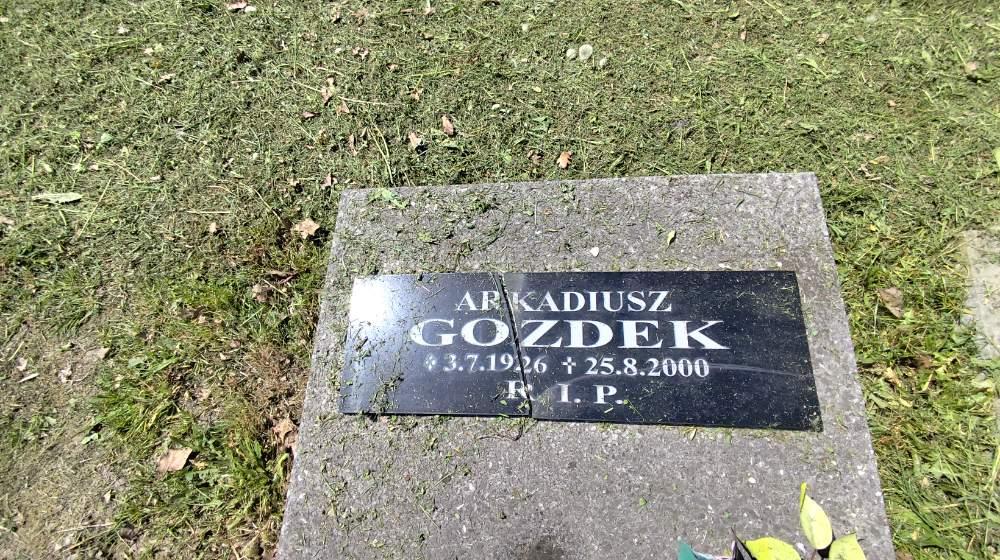 ARKADIUSZ
GOZDEK
3.7.1926 † 25.8.2000
R. I. P.